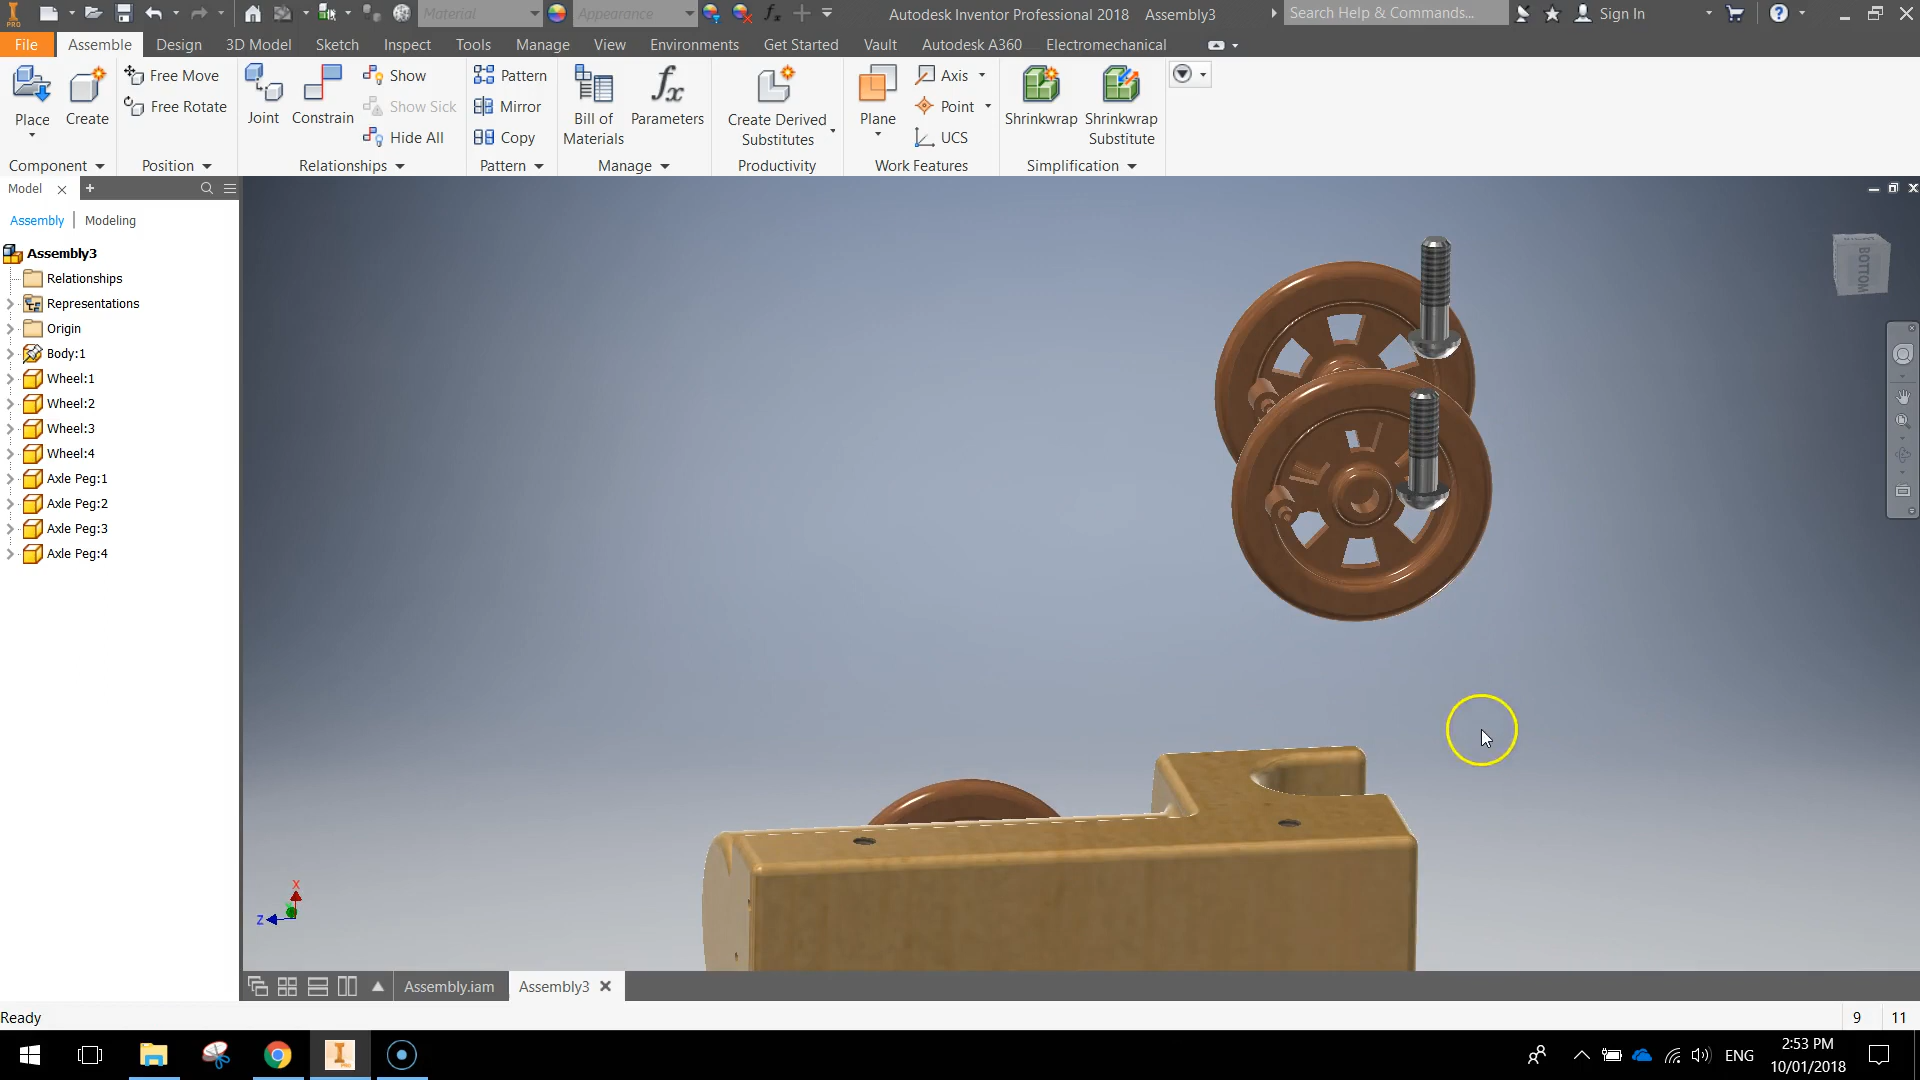 Material
Appearance
Autodesk Inventor Professional 2018   Assembly3
Search Help & Commands...
Sign In
PRO
File
Assemble
Design
3D Model
Sketch
Inspect
Tools
Manage
View
Environments
Get Started
Vault
Autodesk A360
Electromechanical
Place
Create
Free Move
Free Rotate
Joint
Constrain
Show
Show Sick
Hide All
Pattern
Mirror
Copy
Bill of
Materials
Parameters
Create Derived
Substitutes
Plane
Axis
Point
UCS
Shrinkwrap
Shrinkwrap
Substitute
Component
Position
Relationships
Pattern
Manage
Productivity
Work Features
Simplification
Model
Assembly
Modeling
Assembly3
Relationships
Representations
Origin
Body:1
Wheel:1
Wheel:2
Wheel:3
Wheel:4
Axle Peg:1
Axle Peg:2
Axle Peg:3
Axle Peg:4
BOTTOM
X
Z
Assembly.iam
Assembly3
Ready
9
11
ENG
2:53 PM
10/01/2018